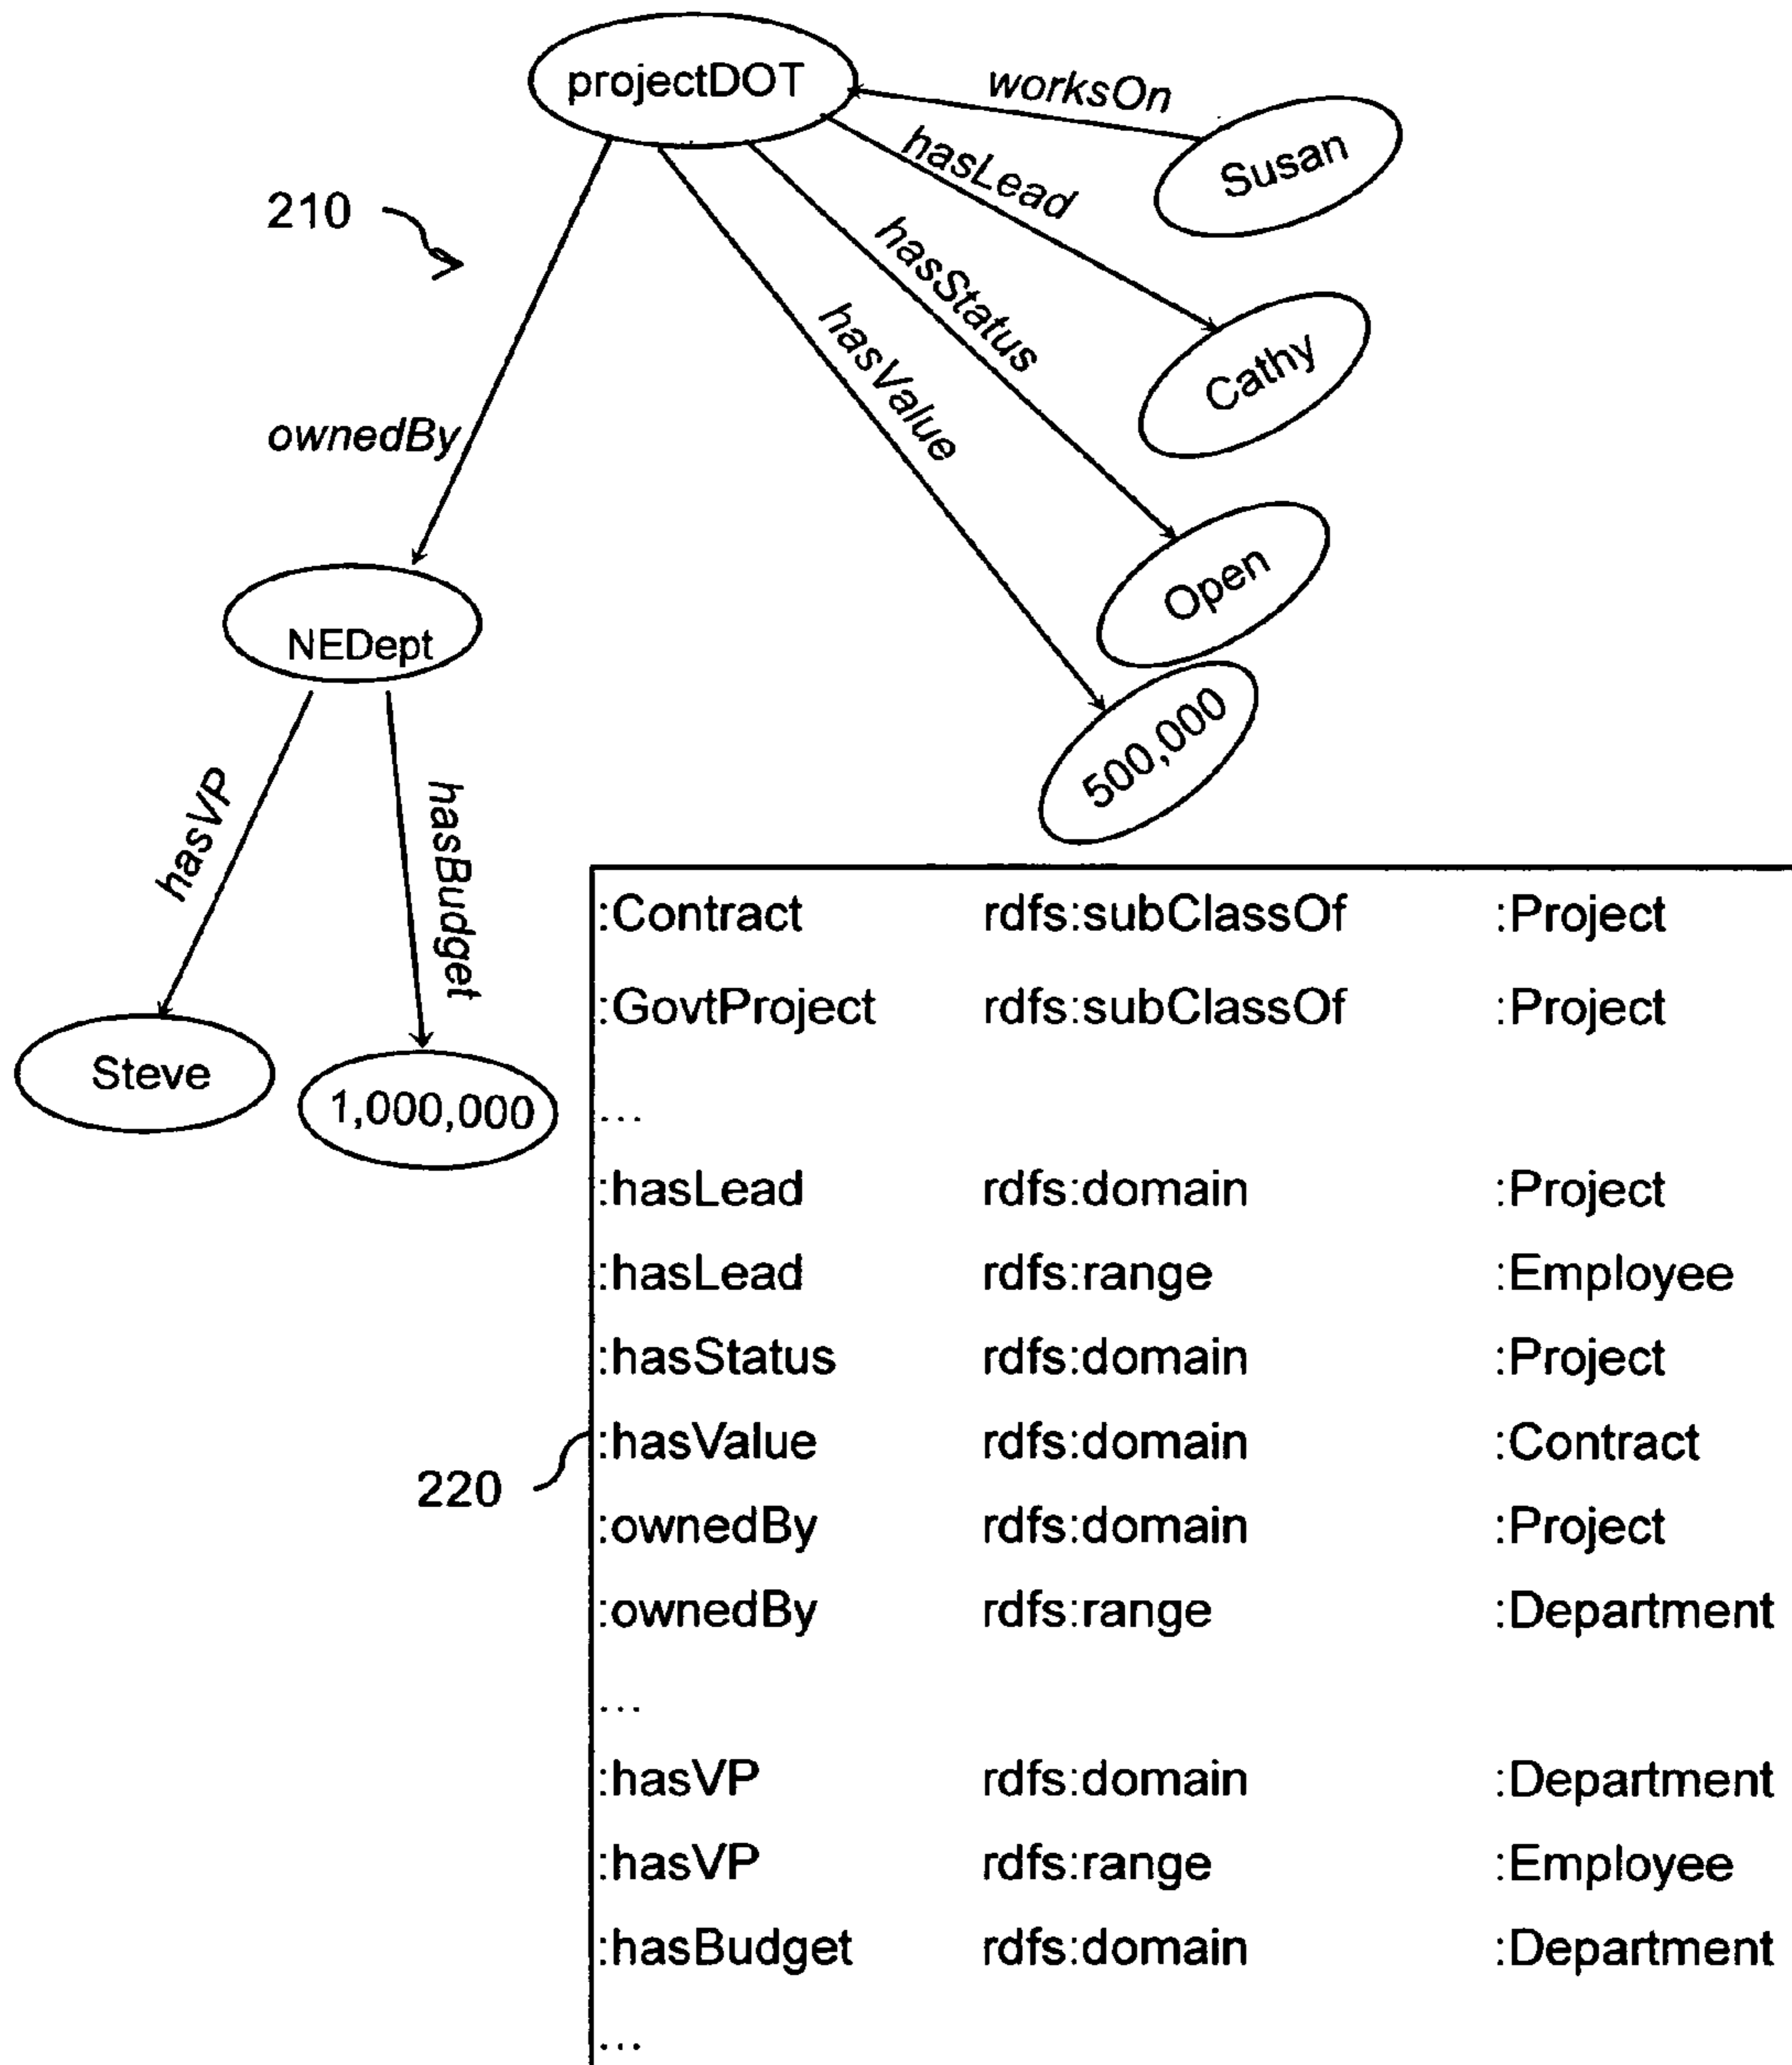 projectDOT
worksOn
Susan
hasLead
210
hasStatus
Cathy
hasValue
ownedBy
Open
NEDept
500,000
hasVP
hasBudget
Steve
1,000,000
:Contract rdfs:subClassOf :Project
:GovtProject rdfs:subClassOf :Project
...
:hasLead rdfs:domain :Project
:hasLead rdfs:range :Employee
:hasStatus rdfs:domain :Project
:hasValue rdfs:domain :Contract
220
:ownedBy rdfs:domain :Project
:ownedBy rdfs:range :Department
...
:hasVP rdfs:domain :Department
:hasVP rdfs:range :Employee
:hasBudget rdfs:domain :Department
...